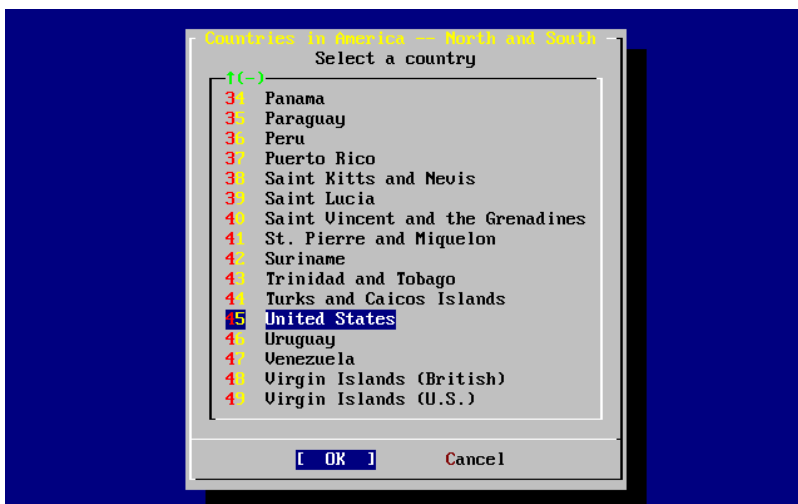 Countries in America -- North and South
Select a country
↑(-)
34 Panama
35 Paraguay
36 Peru
37 Puerto Rico
38 Saint Kitts and Nevis
39 Saint Lucia
40 Saint Vincent and the Grenadines
41 St. Pierre and Miquelon
42 Suriname
43 Trinidad and Tobago
44 Turks and Caicos Islands
45 United States
46 Uruguay
47 Venezuela
48 Virgin Islands (British)
49 Virgin Islands (U.S.)
[ OK ] Cancel